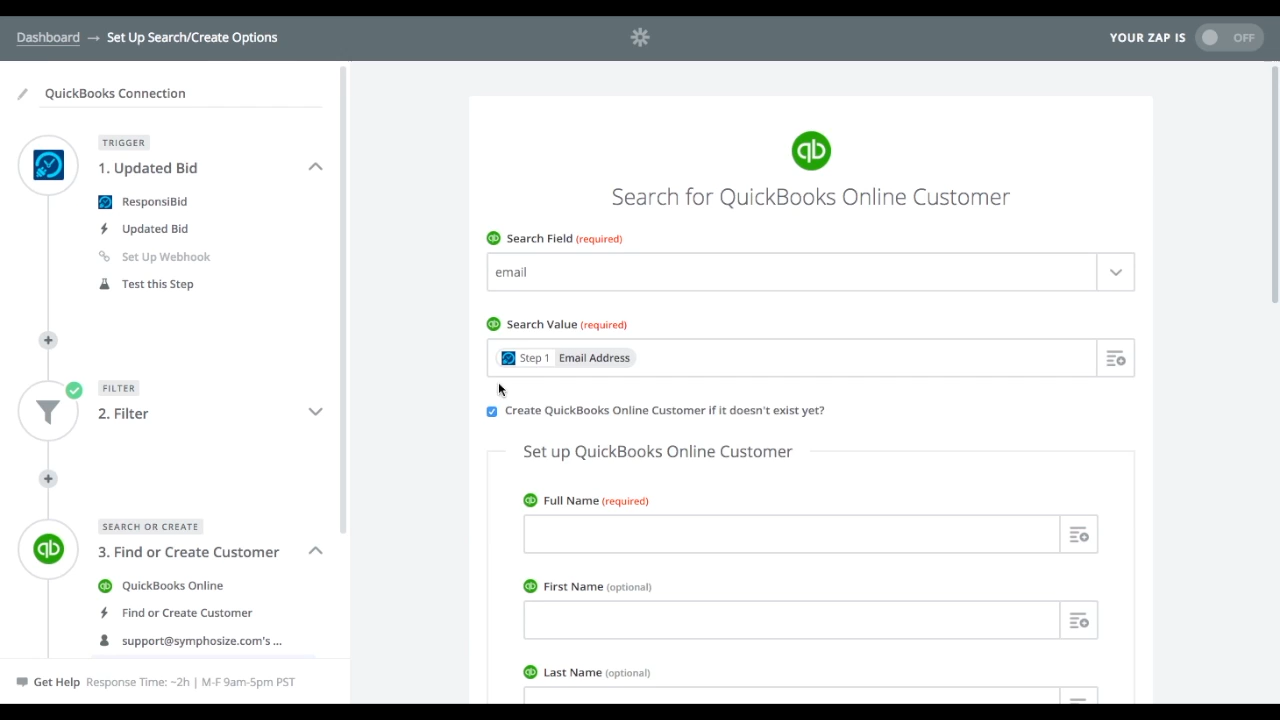 Dashboard → Set Up Search/Create Options
YOUR ZAP IS OFF
QuickBooks Connection
TRIGGER
1. Updated Bid
ResponsiBid
Updated Bid
Set Up Webhook
Test this Step
FILTER
2. Filter
SEARCH OR CREATE
3. Find or Create Customer
QuickBooks Online
Find or Create Customer
support@symphosize.com's ...
Get Help Response Time: ~2h | M-F 9am-5pm PST
qb
Search for QuickBooks Online Customer
Search Field (required)
email
Search Value (required)
Step 1 Email Address
Create QuickBooks Online Customer if it doesn't exist yet?
Set up QuickBooks Online Customer
Full Name (required)
First Name (optional)
Last Name (optional)